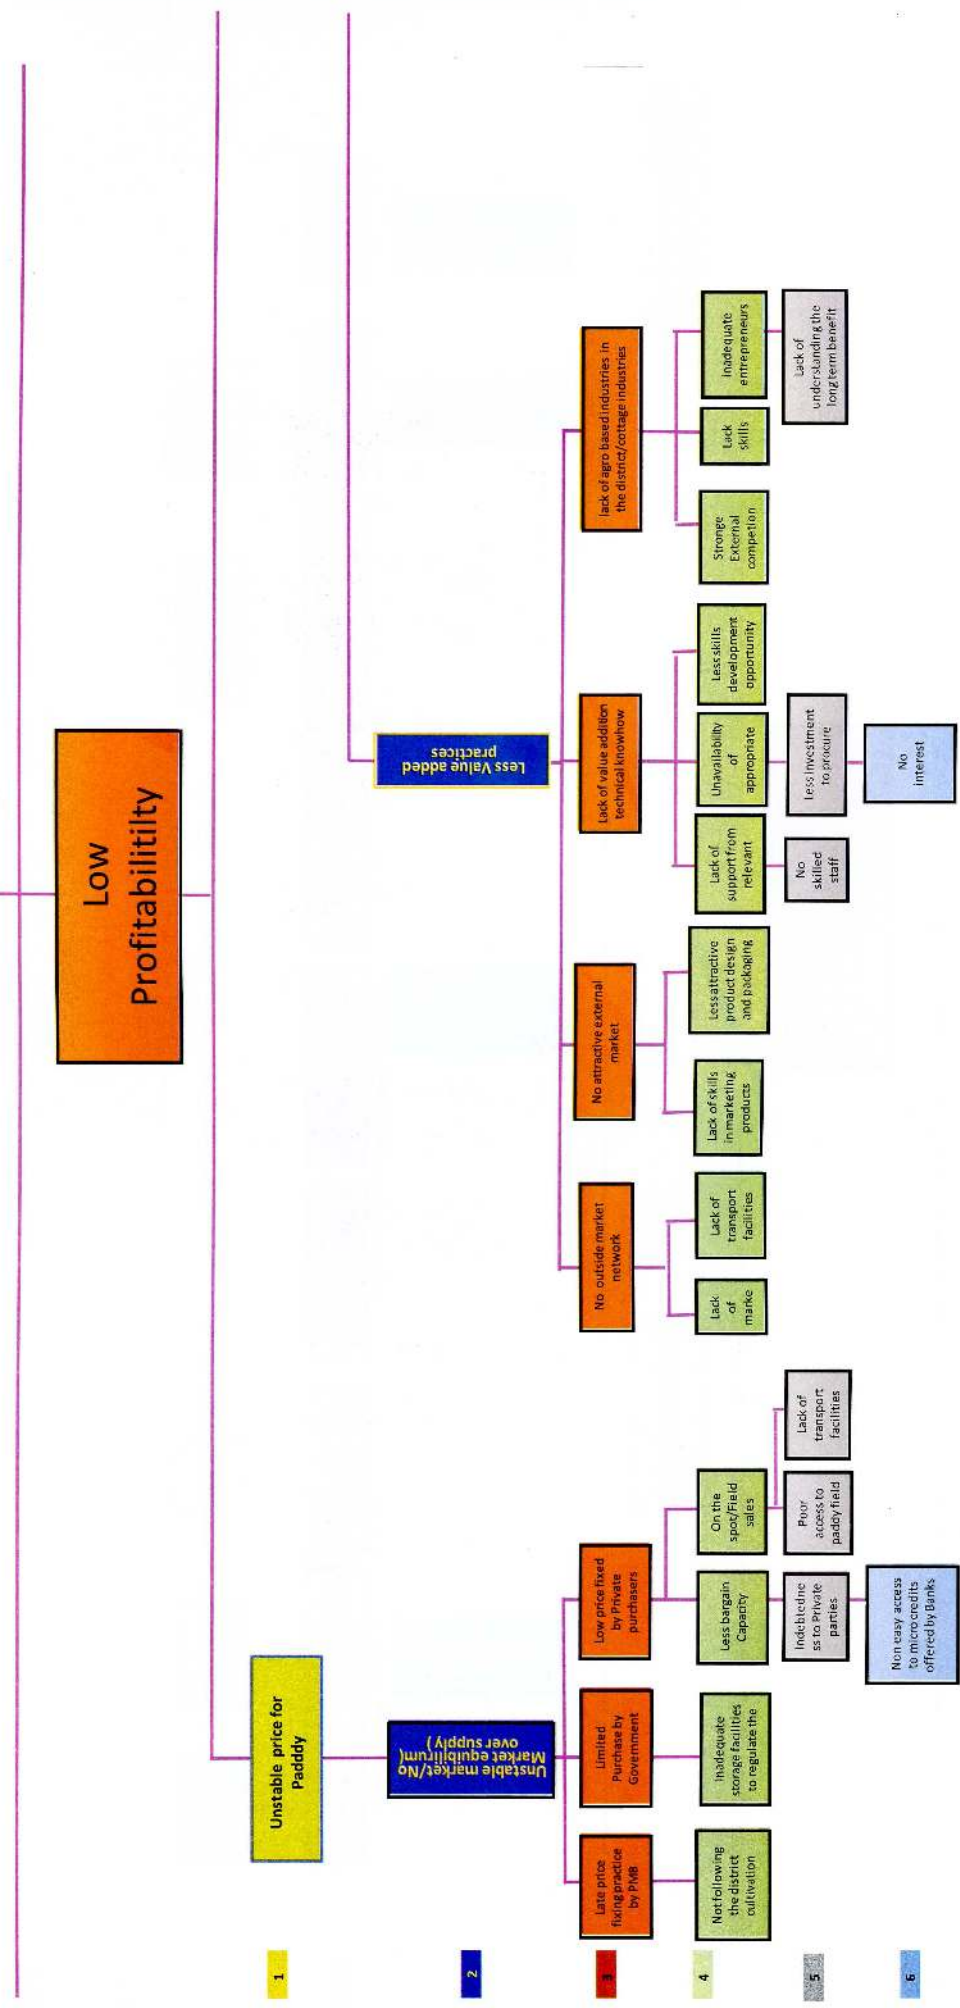 Low
Profitabilitilty
1
Unstable price for
Padddy
2
Unstable market/No
Market equibilirum(
over supply )
Less Value added
practices
3
Late price
fixing practice
by PMB
Limited
Purchase by
Government
Low price fixed
by Private
purchasers
No outside market
network
No attractive external
market
Lack of value addition
technical knowhow
lack of agro based industries in
the district/cottage industries
4
Not following
the district
cultivation
Inadequate
storage facilities
to regulate the
Less bargain
Capacity
On the
spot/Field
sales
Lack
of
marke
Lack of
transport
facilities
Lack of skills
in marketing
products
Less attractive
product design
and packaging
Lack of
support from
relevant
Unavailability
of
appropriate
Less skills
development
opportunity
Stronge
External
competion
Lack
skills
Inadequate
entrepreneurs
5
Indebtedne
ss to Private
parties
Poor
access to
paddy field
Lack of
transport
facilities
No
skilled
staff
Less investment
to procure
Lack of
understanding the
long term benefit
6
Non easy access
to micro credits
offered by Banks
No
interest